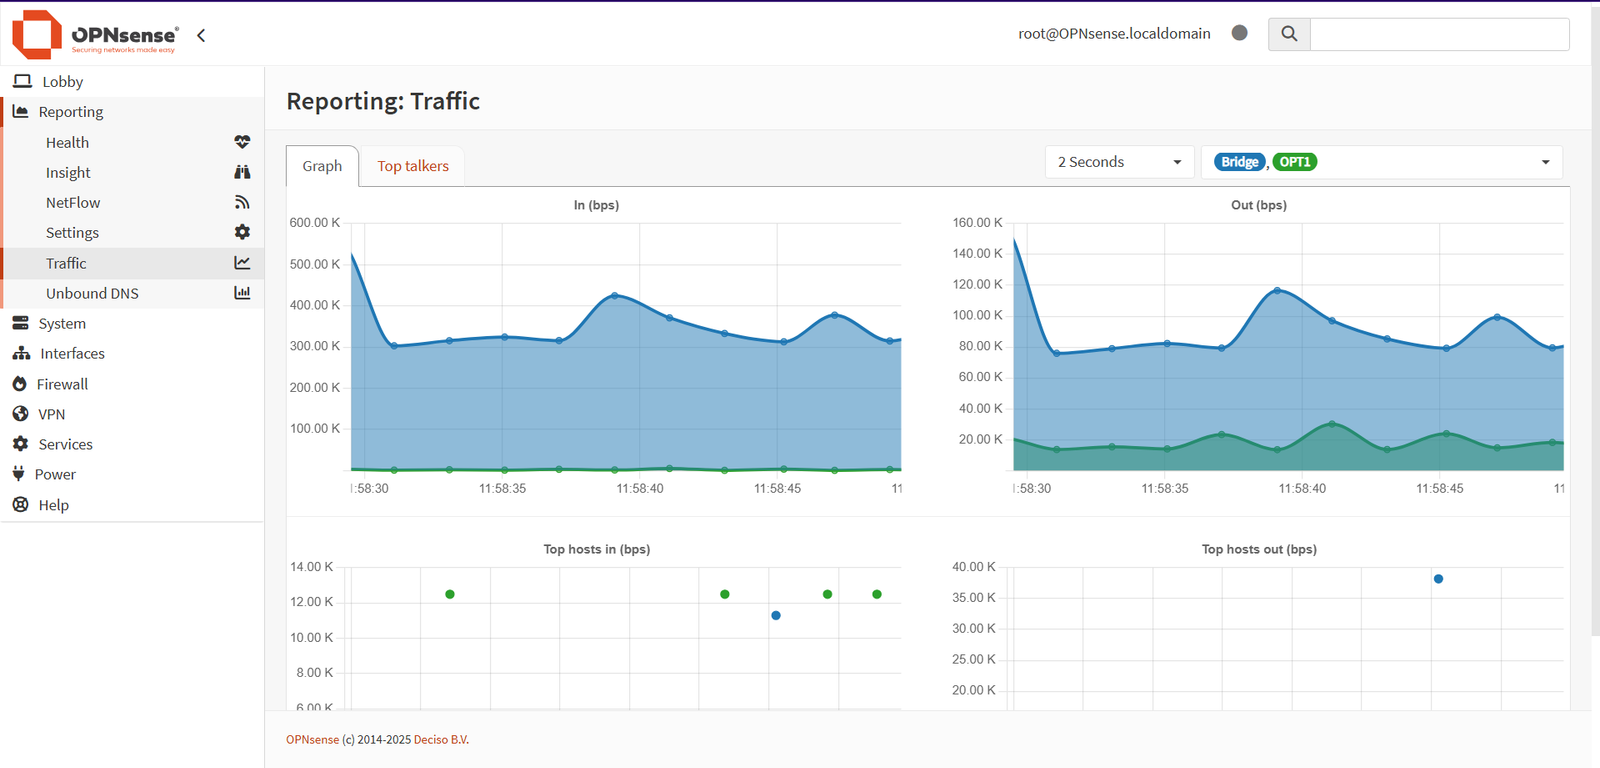 OPNsense®
Securing networks made easy
root@OPNsense.localdomain
Lobby
Reporting
Health
Insight
NetFlow
Settings
Traffic
Unbound DNS
System
Interfaces
Firewall
VPN
Services
Power
Help
Reporting: Traffic
Graph
Top talkers
2 Seconds
Bridge, OPT1
In (bps)
600.00 K
500.00 K
400.00 K
300.00 K
200.00 K
100.00 K
:58:30 11:58:35 11:58:40 11:58:45 11
Out (bps)
160.00 K
140.00 K
120.00 K
100.00 K
80.00 K
60.00 K
40.00 K
20.00 K
:58:30 11:58:35 11:58:40 11:58:45 11
Top hosts in (bps)
14.00 K
12.00 K
10.00 K
8.00 K
6.00 K
Top hosts out (bps)
40.00 K
35.00 K
30.00 K
25.00 K
20.00 K
OPNsense (c) 2014-2025 Deciso B.V.